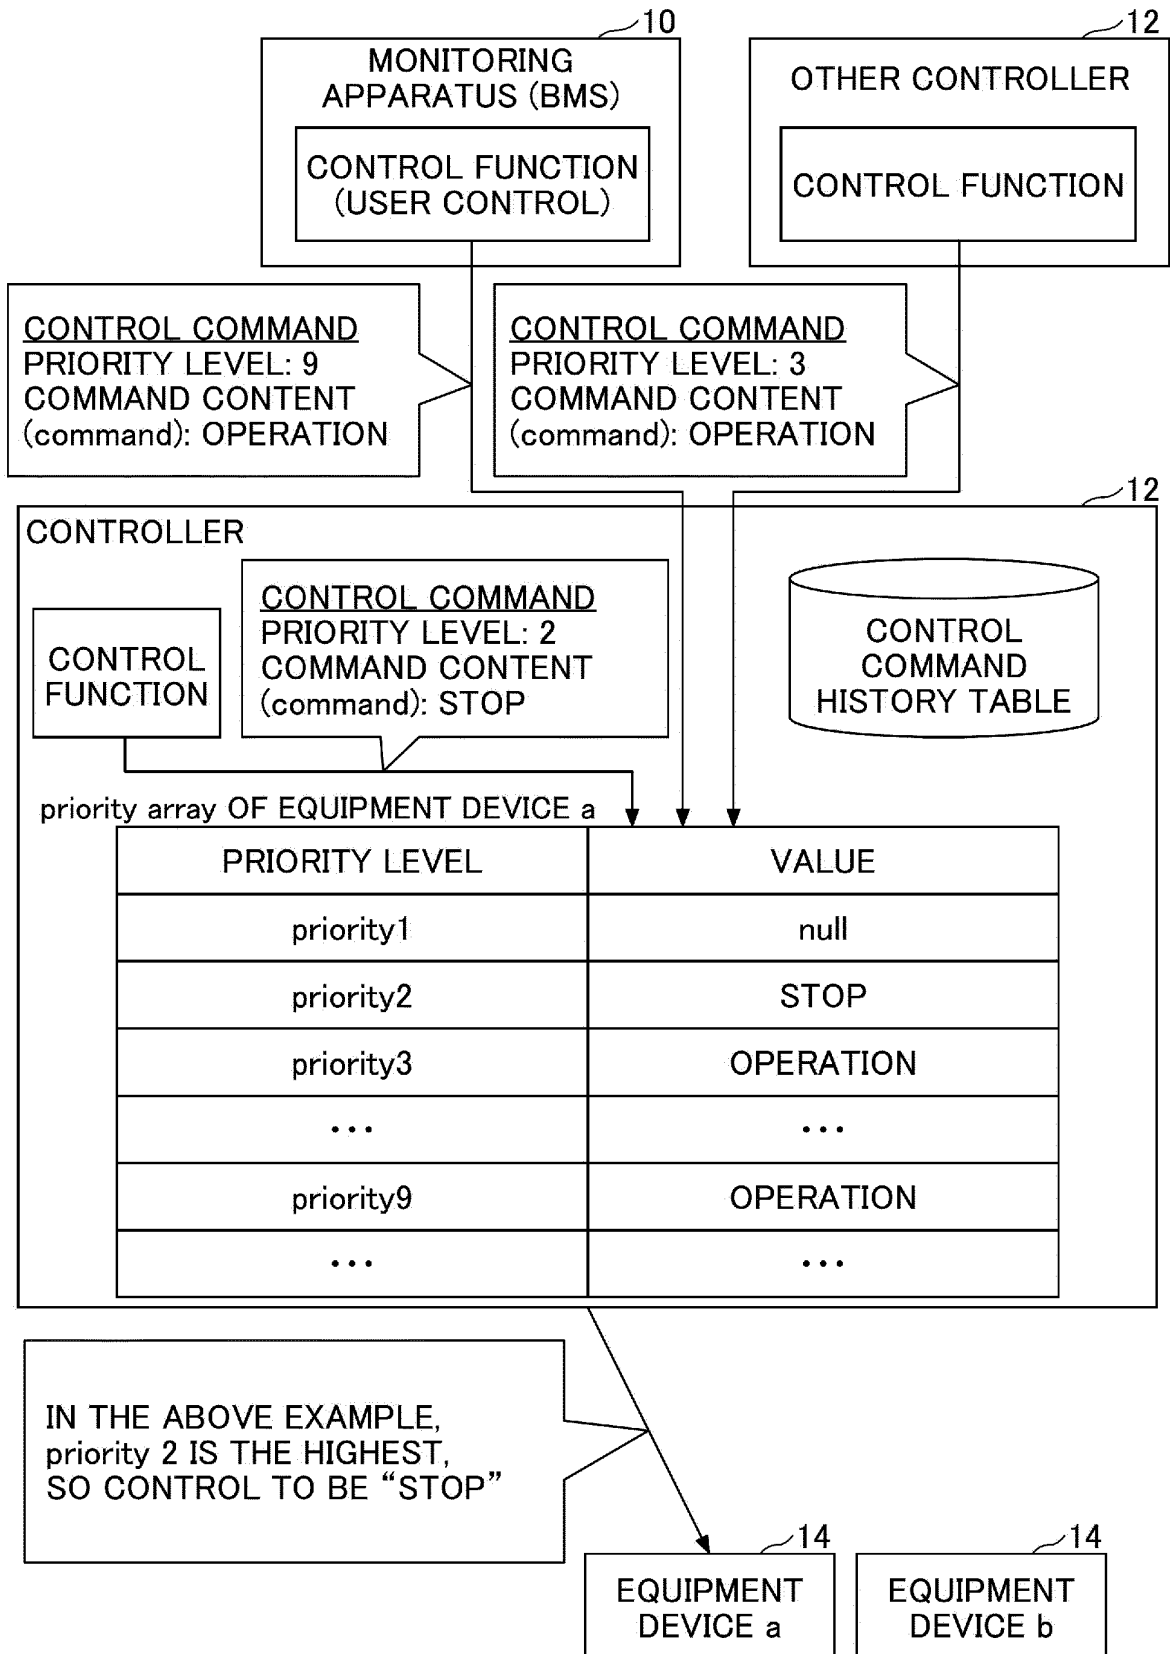 10
MONITORING
APPARATUS (BMS)
CONTROL FUNCTION
(USER CONTROL)
12
OTHER CONTROLLER
CONTROL FUNCTION
CONTROL COMMAND
PRIORITY LEVEL: 9
COMMAND CONTENT
(command): OPERATION
CONTROL COMMAND
PRIORITY LEVEL: 3
COMMAND CONTENT
(command): OPERATION
12
CONTROLLER
CONTROL
FUNCTION
CONTROL COMMAND
PRIORITY LEVEL: 2
COMMAND CONTENT
(command): STOP
CONTROL
COMMAND
HISTORY TABLE
priority array OF EQUIPMENT DEVICE a
PRIORITY LEVEL VALUE
priority1 null
priority2 STOP
priority3 OPERATION
... ...
priority9 OPERATION
... ...
IN THE ABOVE EXAMPLE,
priority 2 IS THE HIGHEST,
SO CONTROL TO BE “STOP”
14
EQUIPMENT
DEVICE a
14
EQUIPMENT
DEVICE b